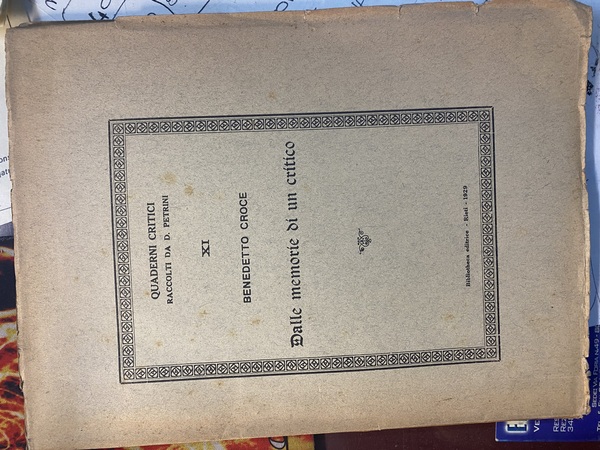 QUADERNI CRITICI
RACCOLTI DA D. PETRINI
XI
BENEDETTO CROCE
Dalle memorie di un critico
Bibliotheca editrice - Rieti - 1929